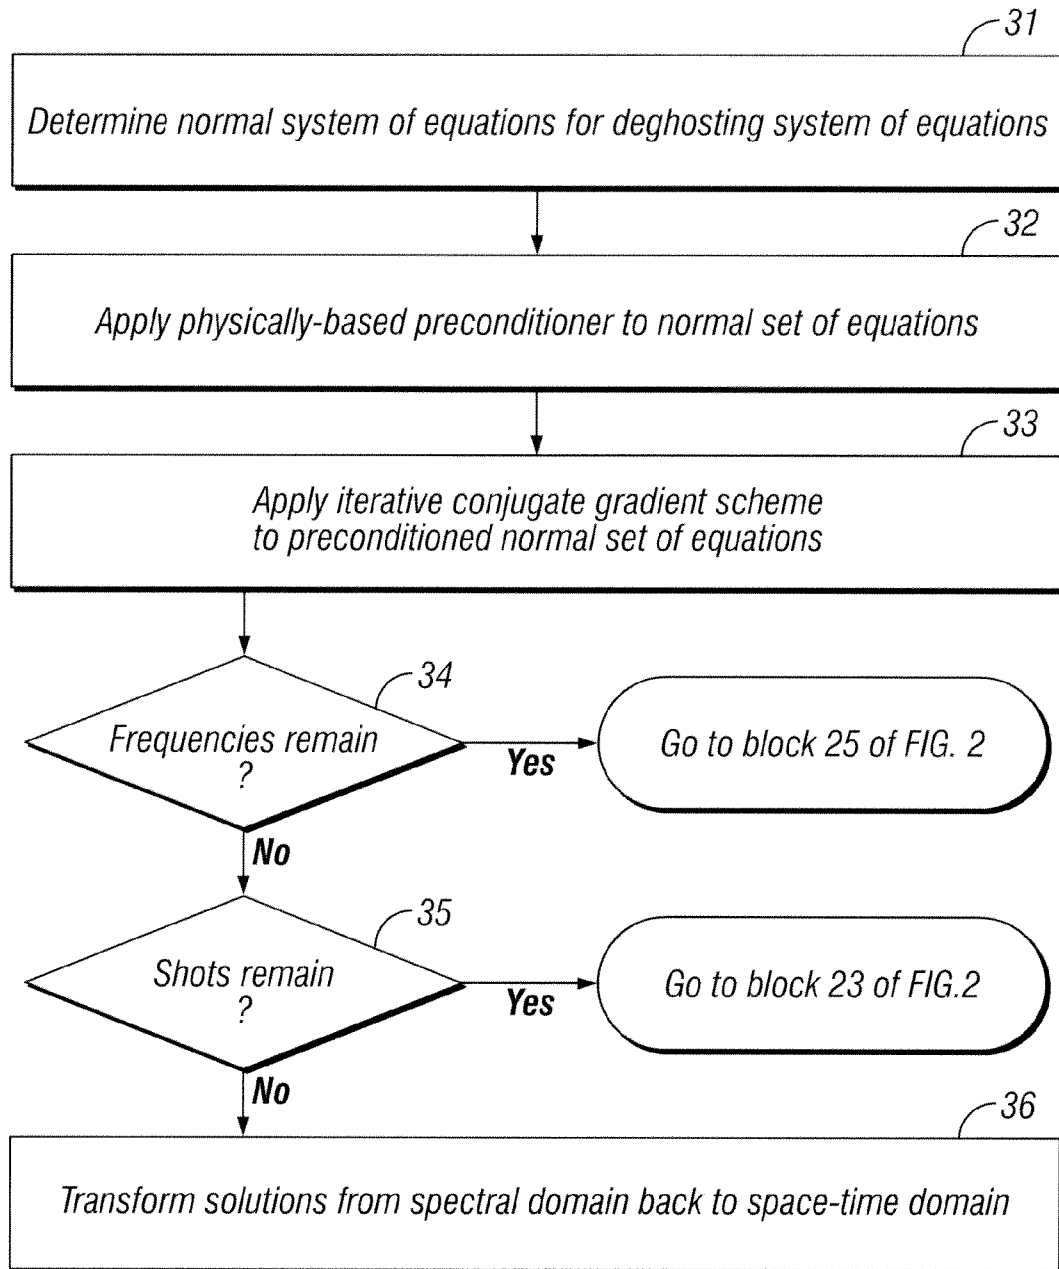 31
Determine normal system of equations for deghosting system of equations
32
Apply physically-based preconditioner to normal set of equations
33
Apply iterative conjugate gradient scheme
to preconditioned normal set of equations
34
Frequencies remain
?
Yes
Go to block 25 of FIG. 2
No
35
Shots remain
?
Yes
Go to block 23 of FIG.2
No
36
Transform solutions from spectral domain back to space-time domain